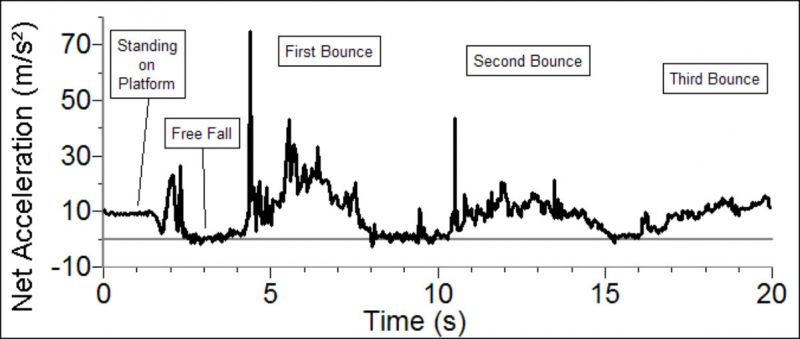 Net Acceleration (m/s²)
70
50
30
10
-10
Standing
on
Platform
Free Fall
First Bounce
Second Bounce
Third Bounce
0
5
10
15
20
Time (s)